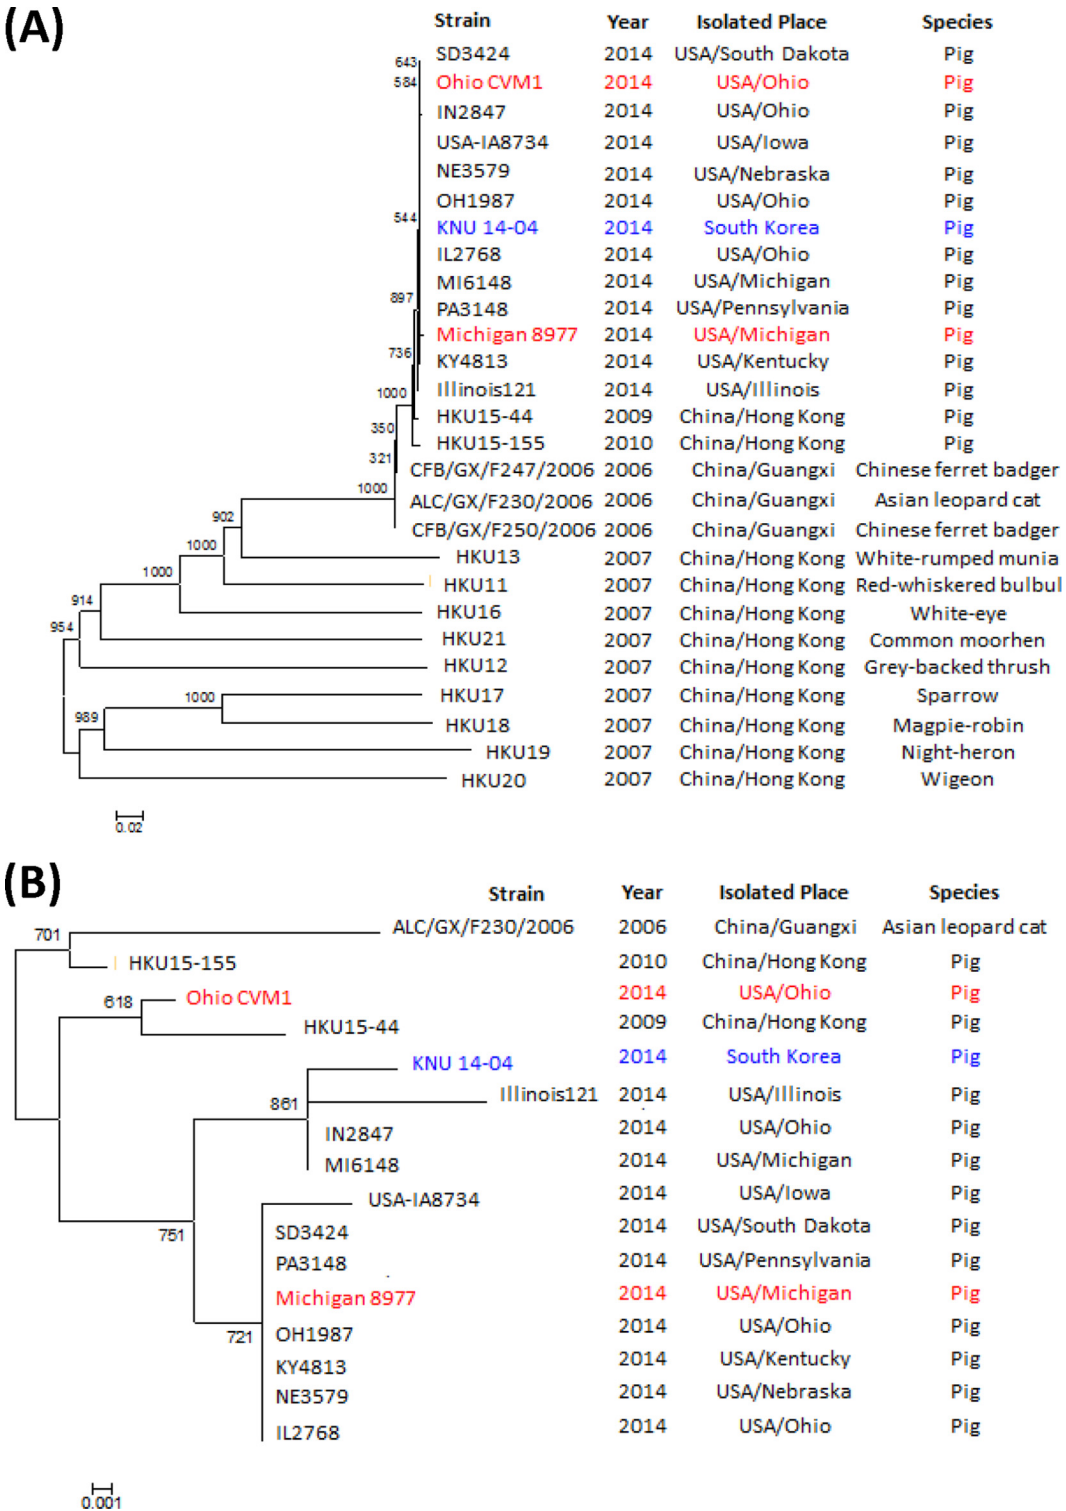 (A)
Strain Year Isolated Place Species
643 SD3424 2014 USA/South Dakota Pig
584 Ohio CVM1 2014 USA/Ohio Pig
IN2847 2014 USA/Ohio Pig
USA-IA8734 2014 USA/Iowa Pig
NE3579 2014 USA/Nebraska Pig
OH1987 2014 USA/Ohio Pig
544 KNU 14-04 2014 South Korea Pig
IL2768 2014 USA/Ohio Pig
MI6148 2014 USA/Michigan Pig
897 PA3148 2014 USA/Pennsylvania Pig
Michigan 8977 2014 USA/Michigan Pig
736 KY4813 2014 USA/Kentucky Pig
1000 Illinois121 2014 USA/Illinois Pig
HKU15-44 2009 China/Hong Kong Pig
350 HKU15-155 2010 China/Hong Kong Pig
321 CFB/GX/F247/2006 2006 China/Guangxi Chinese ferret badger
1000 ALC/GX/F230/2006 2006 China/Guangxi Asian leopard cat
902 CFB/GX/F250/2006 2006 China/Guangxi Chinese ferret badger
1000 HKU13 2007 China/Hong Kong White-rumped munia
1000 HKU11 2007 China/Hong Kong Red-whiskered bulbul
914 HKU16 2007 China/Hong Kong White-eye
954 HKU21 2007 China/Hong Kong Common moorhen
HKU12 2007 China/Hong Kong Grey-backed thrush
1000 HKU17 2007 China/Hong Kong Sparrow
989 HKU18 2007 China/Hong Kong Magpie-robin
HKU19 2007 China/Hong Kong Night-heron
HKU20 2007 China/Hong Kong Wigeon
0.02
(B)
Strain Year Isolated Place Species
701 ALC/GX/F230/2006 2006 China/Guangxi Asian leopard cat
HKU15-155 2010 China/Hong Kong Pig
618 Ohio CVM1 2014 USA/Ohio Pig
HKU15-44 2009 China/Hong Kong Pig
KNU 14-04 2014 South Korea Pig
861 Illinois121 2014 USA/Illinois Pig
IN2847 2014 USA/Ohio Pig
MI6148 2014 USA/Michigan Pig
USA-IA8734 2014 USA/Iowa Pig
751 SD3424 2014 USA/South Dakota Pig
PA3148 2014 USA/Pennsylvania Pig
Michigan 8977 2014 USA/Michigan Pig
721 OH1987 2014 USA/Ohio Pig
KY4813 2014 USA/Kentucky Pig
NE3579 2014 USA/Nebraska Pig
IL2768 2014 USA/Ohio Pig
0.001